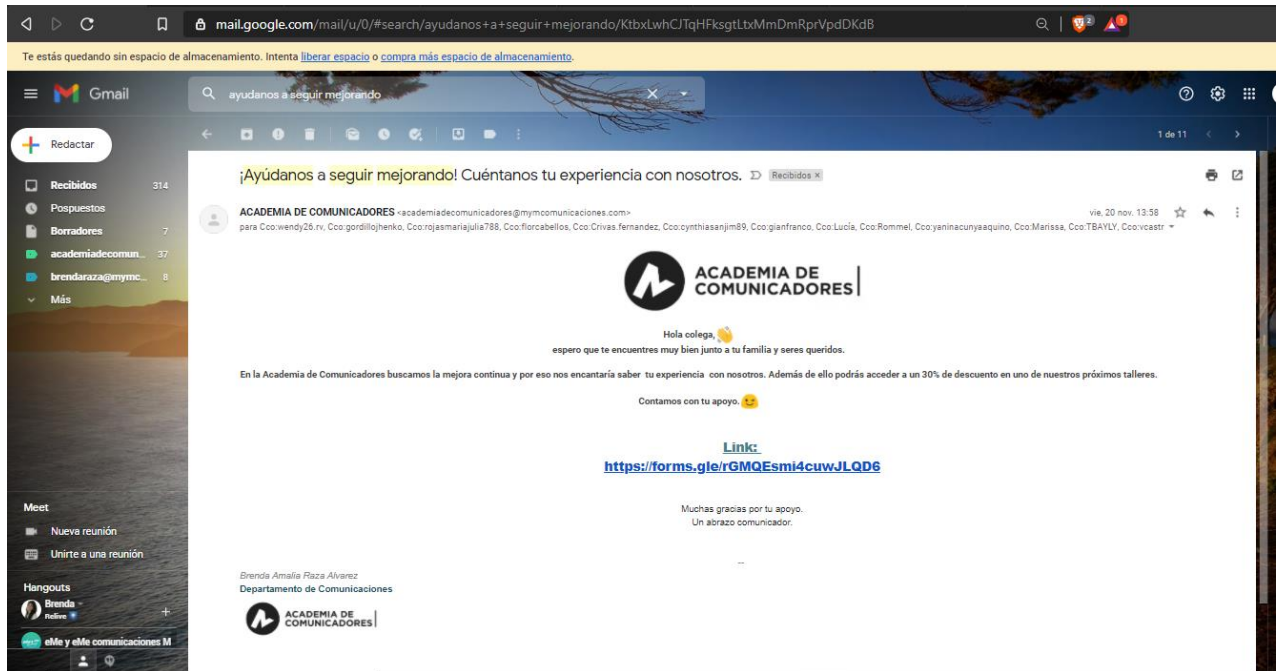 mail.google.com/mail/u/0/#search/ayudanos+a+seguir+mejorando/KtbxLwhCJTqHFksgtLtxMmDmRprVpdDKdB
2
Te estás quedando sin espacio de almacenamiento. Intenta liberar espacio o compra más espacio de almacenamiento.
Gmail
ayudanos a seguir mejorando
Redactar
1 de 11
Recibidos 314
Pospuestos
Borradores 7
academiadecomun... 37
brendaraza@mymc... 8
Más
¡Ayúdanos a seguir mejorando! Cuéntanos tu experiencia con nosotros. Recibidos x
ACADEMIA DE COMUNICADORES <academiadecomunicadores@mymcomunicaciones.com> vie, 20 nov. 13:58
para Cco:wendy26.rv, Cco:gordillojhenko, Cco:rojasmariajulia788, Cco:florcabellos, Cco:Crivas.fernandez, Cco:cynthiasanjim89, Cco:gianfranco, Cco:Lucía, Cco:Rommel, Cco:yaninacunyaaquino, Cco:Marissa, Cco:TBAYLY, Cco:vcastr
ACADEMIA DE
COMUNICADORES
Hola colega,
espero que te encuentres muy bien junto a tu familia y seres queridos.
En la Academia de Comunicadores buscamos la mejora continua y por eso nos encantaría saber tu experiencia con nosotros. Además de ello podrás acceder a un 30% de descuento en uno de nuestros próximos talleres.
Contamos con tu apoyo.
Link:
https://forms.gle/rGMQEsmi4cuwJLQD6
Muchas gracias por tu apoyo.
Un abrazo comunicador.
--
Brenda Amalia Raza Alvarez
Departamento de Comunicaciones
ACADEMIA DE
COMUNICADORES
Meet
Nueva reunión
Unirte a una reunión
Hangouts
Brenda
Relive
eMe y eMe comunicaciones M